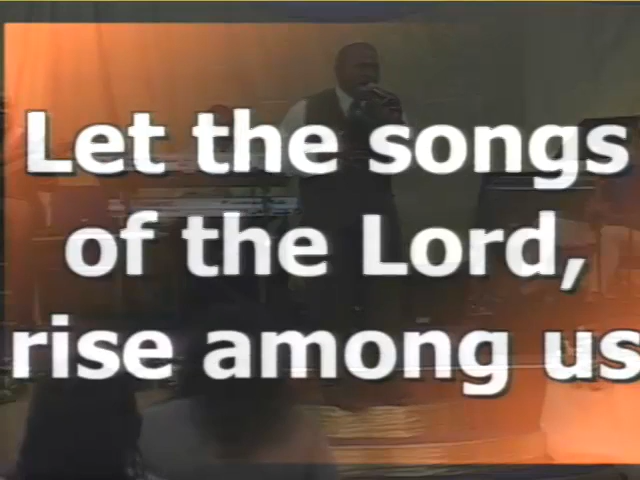 Let the songs
of the Lord,
rise among us